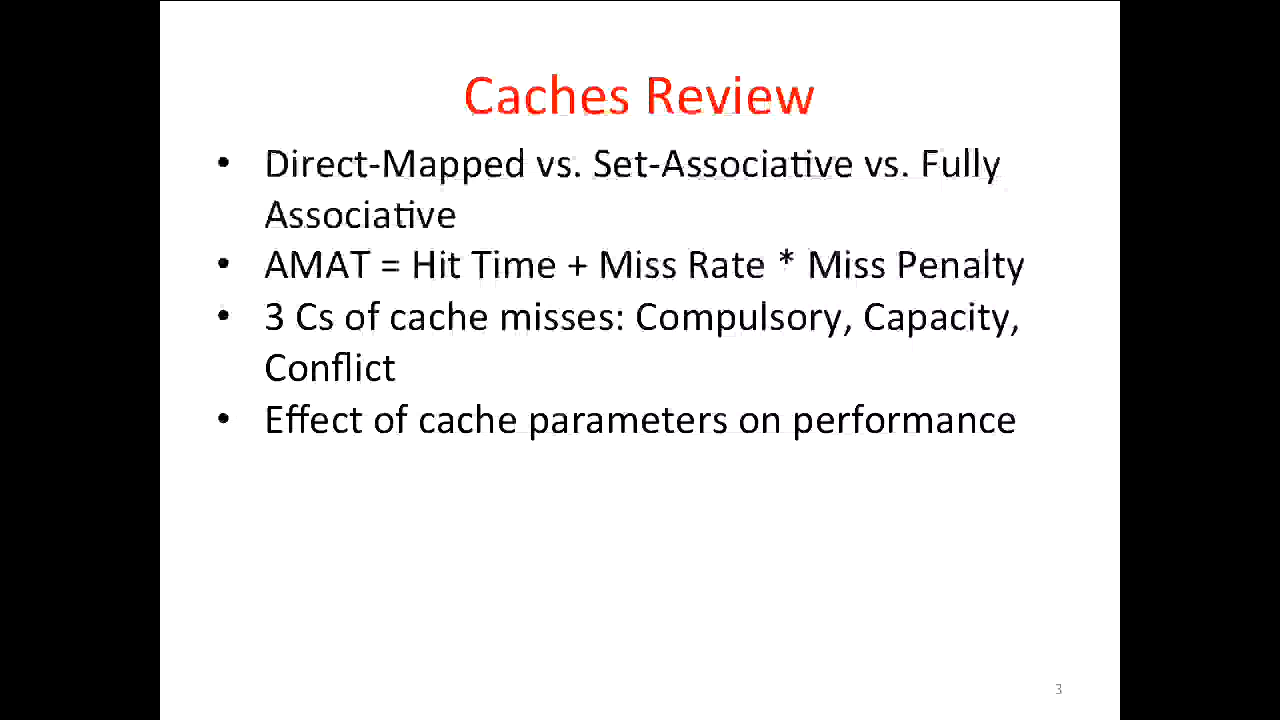 Caches Review
• Direct-Mapped vs. Set-Associative vs. Fully
Associative
• AMAT = Hit Time + Miss Rate * Miss Penalty
• 3 Cs of cache misses: Compulsory, Capacity,
Conflict
• Effect of cache parameters on performance
3